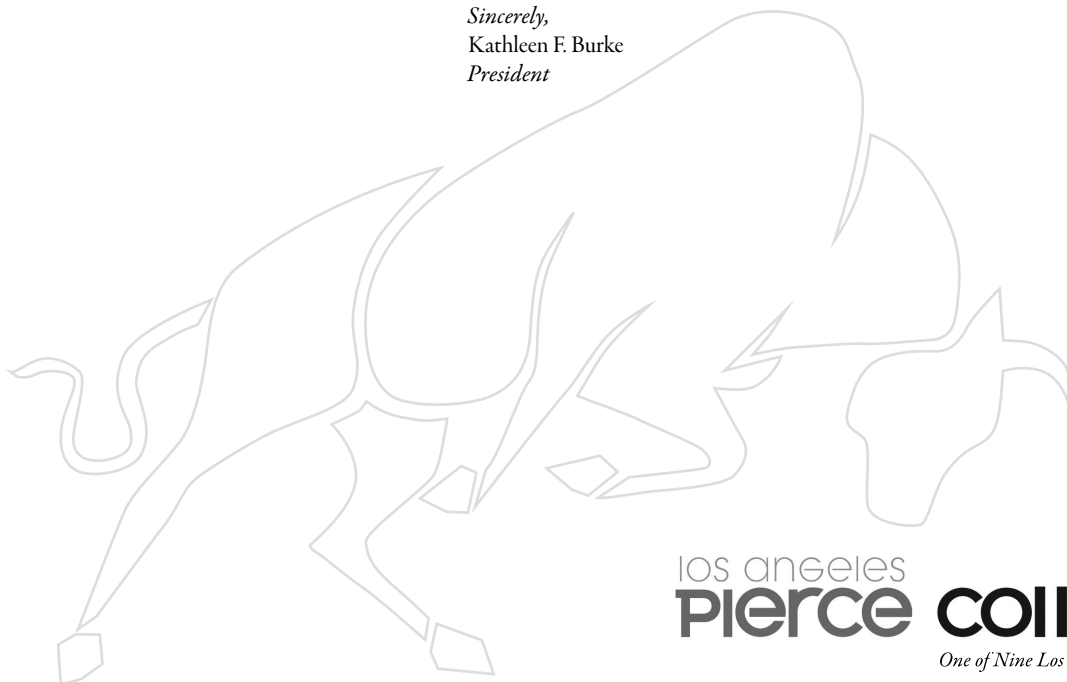 Sincerely,
Kathleen F. Burke
President
los angeles
Pierce coll
One of Nine Los